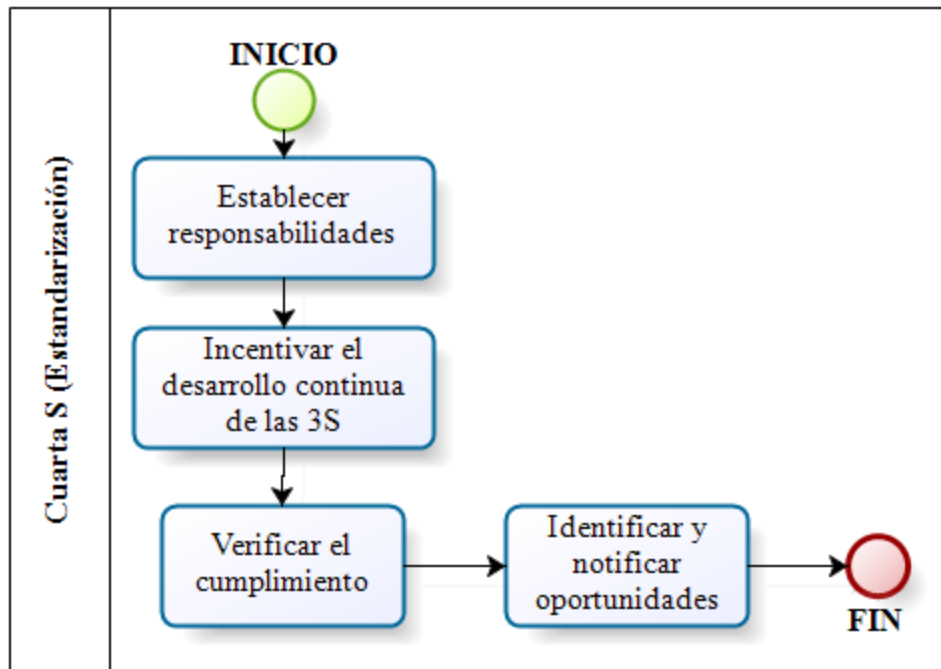 Cuarta S (Estandarización)
INICIO
Establecer
responsabilidades
Incentivar el
desarrollo continua
de las 3S
Verificar el
cumplimiento
Identificar y
notificar
oportunidades
FIN